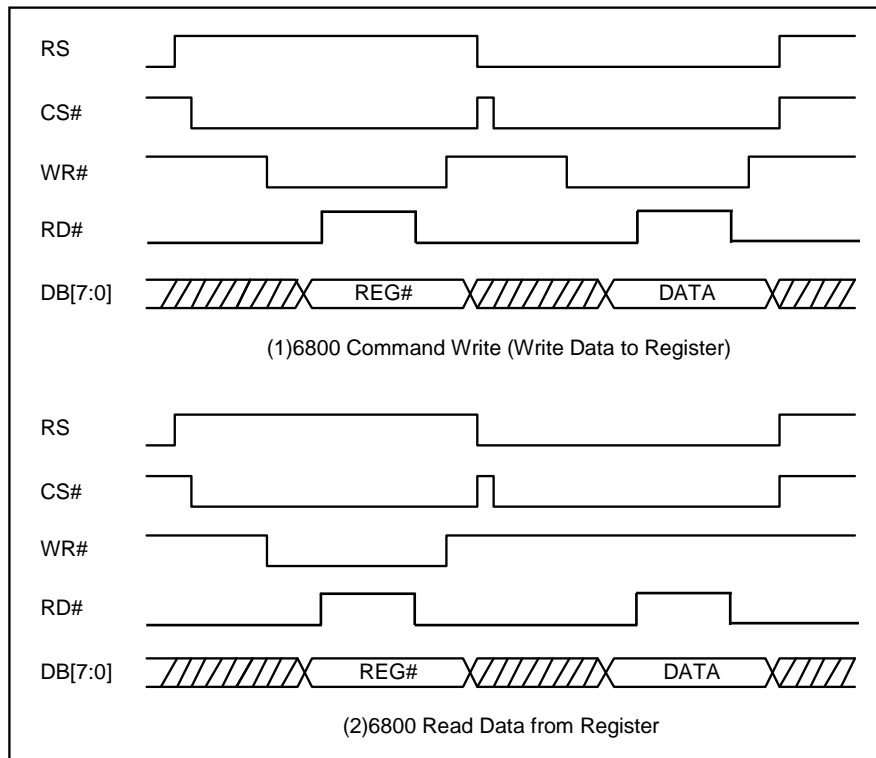 RS
CS#
WR#
RD#
DB[7:0] REG# DATA
(1)6800 Command Write (Write Data to Register)
RS
CS#
WR#
RD#
DB[7:0] REG# DATA
(2)6800 Read Data from Register